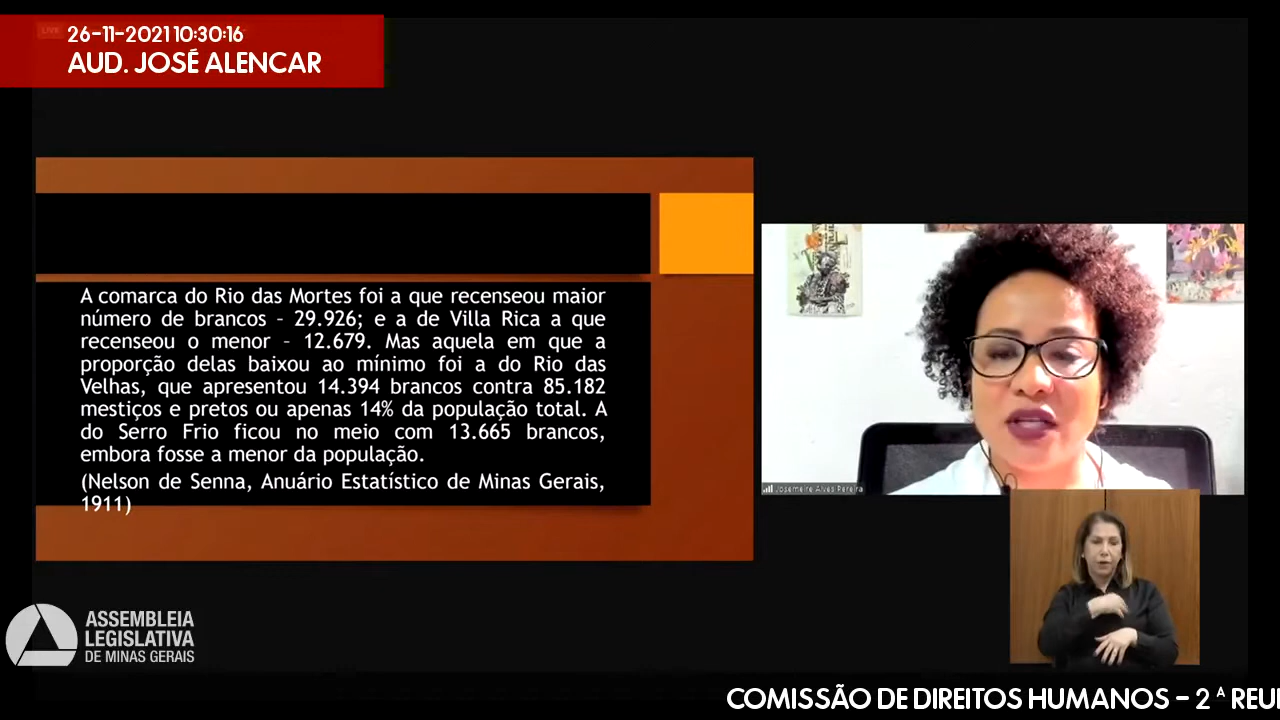 LIVE
26-11-2021 10:30:16
AUD. JOSÉ ALENCAR
A comarca do Rio das Mortes foi a que recenseou maior
número de brancos – 29.926; e a de Villa Rica a que
recenseou o menor – 12.679. Mas aquela em que a
proporção delas baixou ao mínimo foi a do Rio das
Velhas, que apresentou 14.394 brancos contra 85.182
mestiços e pretos ou apenas 14% da população total. A
do Serro Frio ficou no meio com 13.665 brancos,
embora fosse a menor da população.
(Nelson de Senna, Anuário Estatístico de Minas Gerais,
1911)
Josemeire Alves Pereira
ASSEMBLEIA
LEGISLATIVA
DE MINAS GERAIS
COMISSÃO DE DIREITOS HUMANOS – 2ª REU